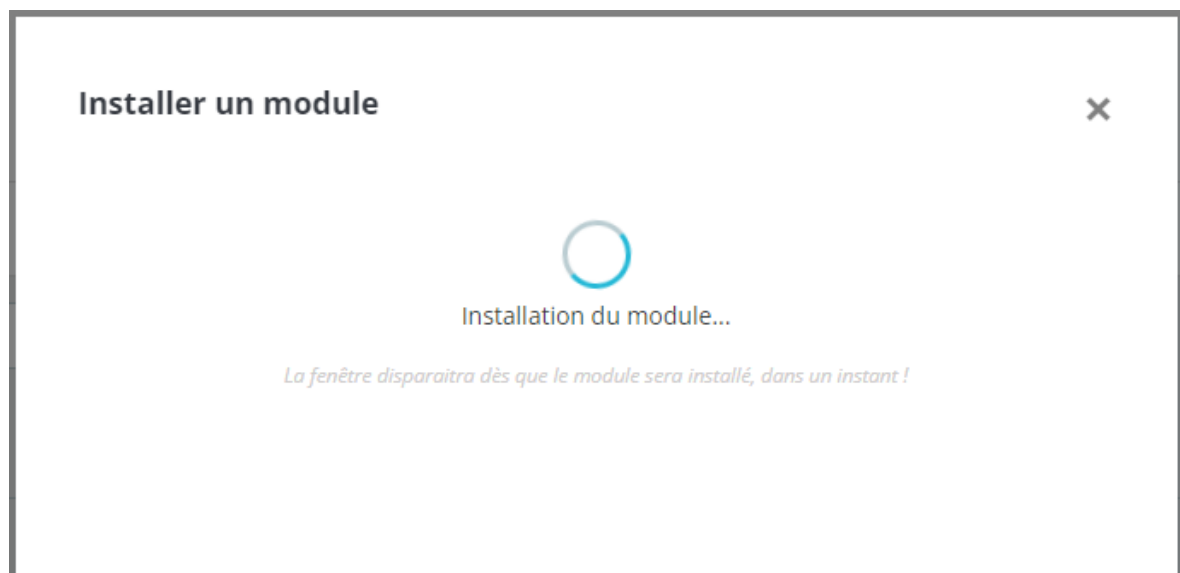 Installer un module
Installation du module...
La fenêtre disparaitra dès que le module sera installé, dans un instant !